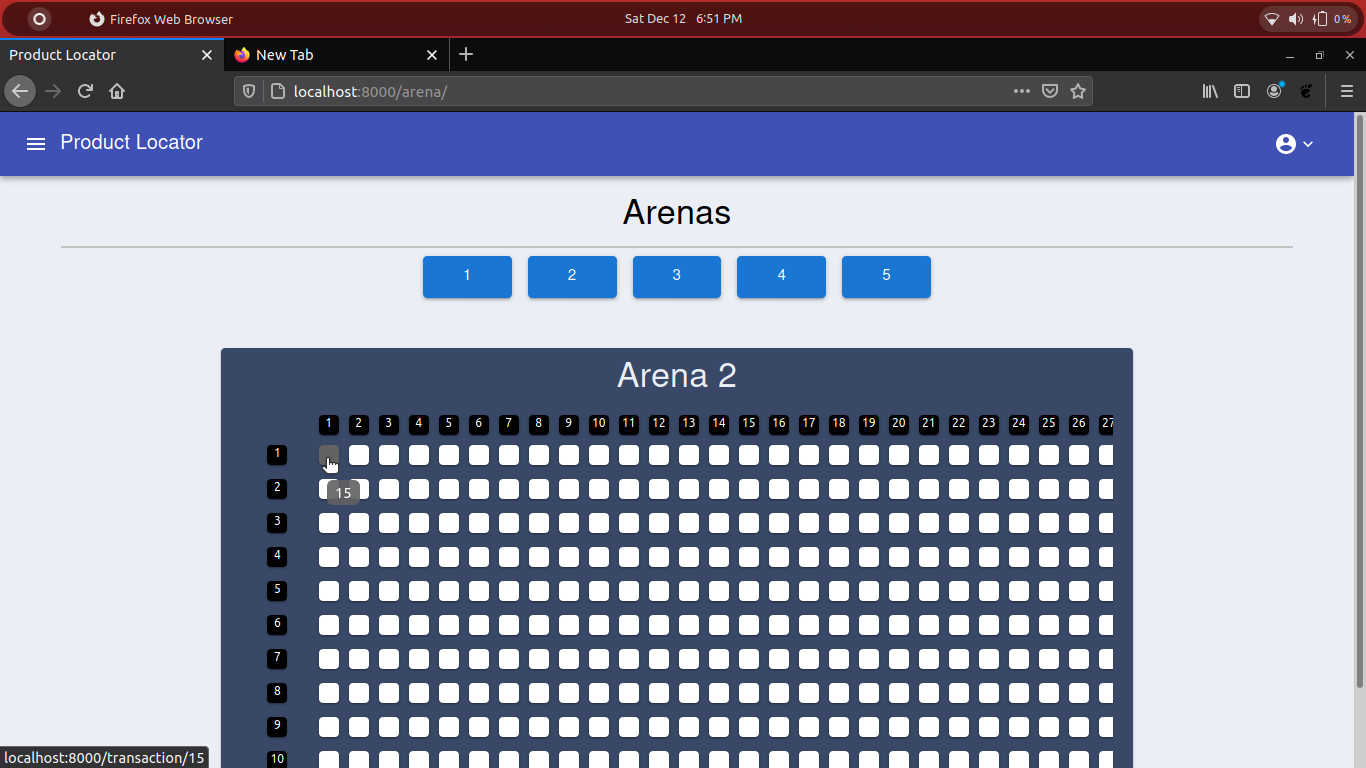 Firefox Web Browser Sat Dec 12 6:51 PM 0 %
Product Locator New Tab
localhost:8000/arena/
Product Locator
Arenas
1 2 3 4 5
Arena 2
1 2 3 4 5 6 7 8 9 10 11 12 13 14 15 16 17 18 19 20 21 22 23 24 25 26 27
1
2
15
3
4
5
6
7
8
9
10
localhost:8000/transaction/15